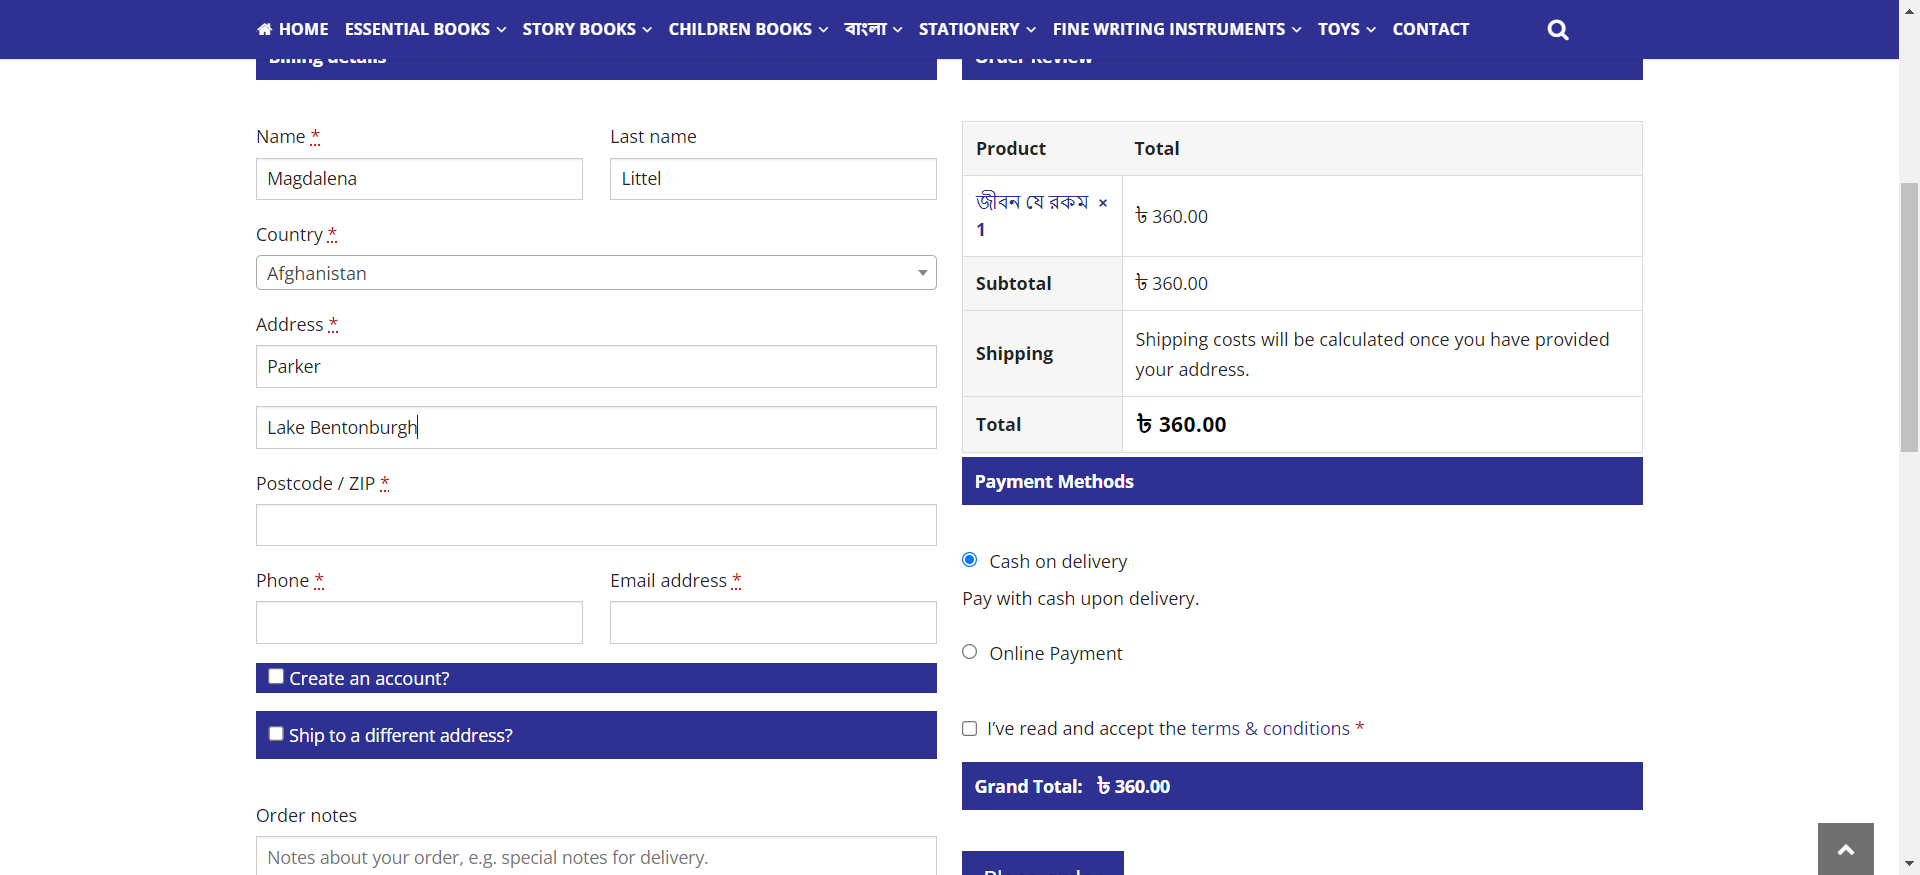 HOME ESSENTIAL BOOKS STORY BOOKS CHILDREN BOOKS বাংলা STATIONERY FINE WRITING INSTRUMENTS TOYS CONTACT
Billing details
Name *
Last name
Magdalena
Littel
Country *
Afghanistan
Address *
Parker
Lake Bentonburgh
Postcode / ZIP *
Phone *
Email address *
Create an account?
Ship to a different address?
Order notes
Notes about your order, e.g. special notes for delivery.
Order Review
Product Total
জীবন যে রকম ×
1
৳ 360.00
Subtotal ৳ 360.00
Shipping
Shipping costs will be calculated once you have provided
your address.
Total ৳ 360.00
Payment Methods
Cash on delivery
Pay with cash upon delivery.
Online Payment
I’ve read and accept the terms & conditions *
Grand Total: ৳ 360.00